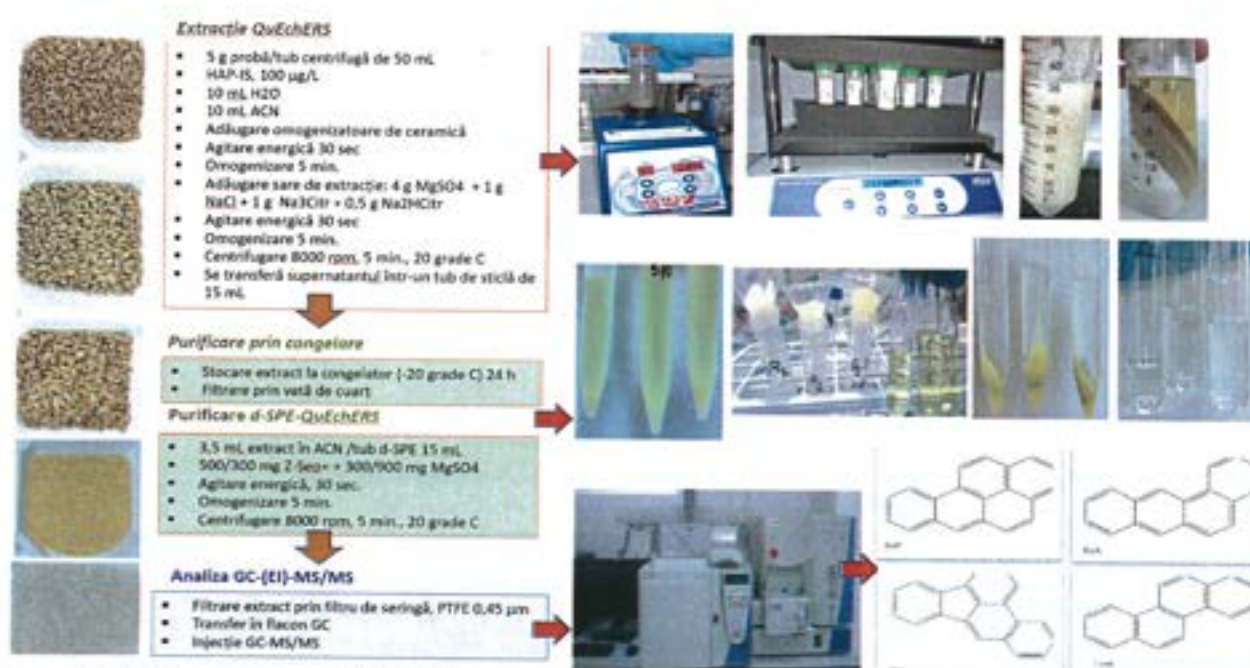 Extracție QuEchERS
5 g probă/tub centrifugă de 50 mL
HAP-IS, 100 µg/L
10 mL H2O
10 mL ACN
Adăugare omogenizatoare de ceramică
Agitare energică 30 sec
Omogenizare 5 min.
Adăugare sare de extracție: 4 g MgSO4 + 1 g
NaCl + 1 g Na3Citr + 0,5 g Na2HCitr
Agitare energică 30 sec
Omogenizare 5 min.
Centrifugare 8000 rpm, 5 min., 20 grade C
Se transferă supernatantul într-un tub de sticlă de
15 mL
Purificare prin congelare
Stocare extract la congelator (-20 grade C) 24 h
Filtrare prin vată de cuarț
Purificare d-SPE-QuEchERS
3,5 mL extract în ACN /tub d-SPE 15 mL
500/300 mg Z-Sep+ + 300/900 mg MgSO4
Agitare energică, 30 sec.
Omogenizare 5 min.
Centrifugare 8000 rpm, 5 min., 20 grade C
Analiza GC-(EI)-MS/MS
Filtrare extract prin filtru de seringă, PTFE 0,45 µm
Transfer în flacon GC
Injecție GC-MS/MS